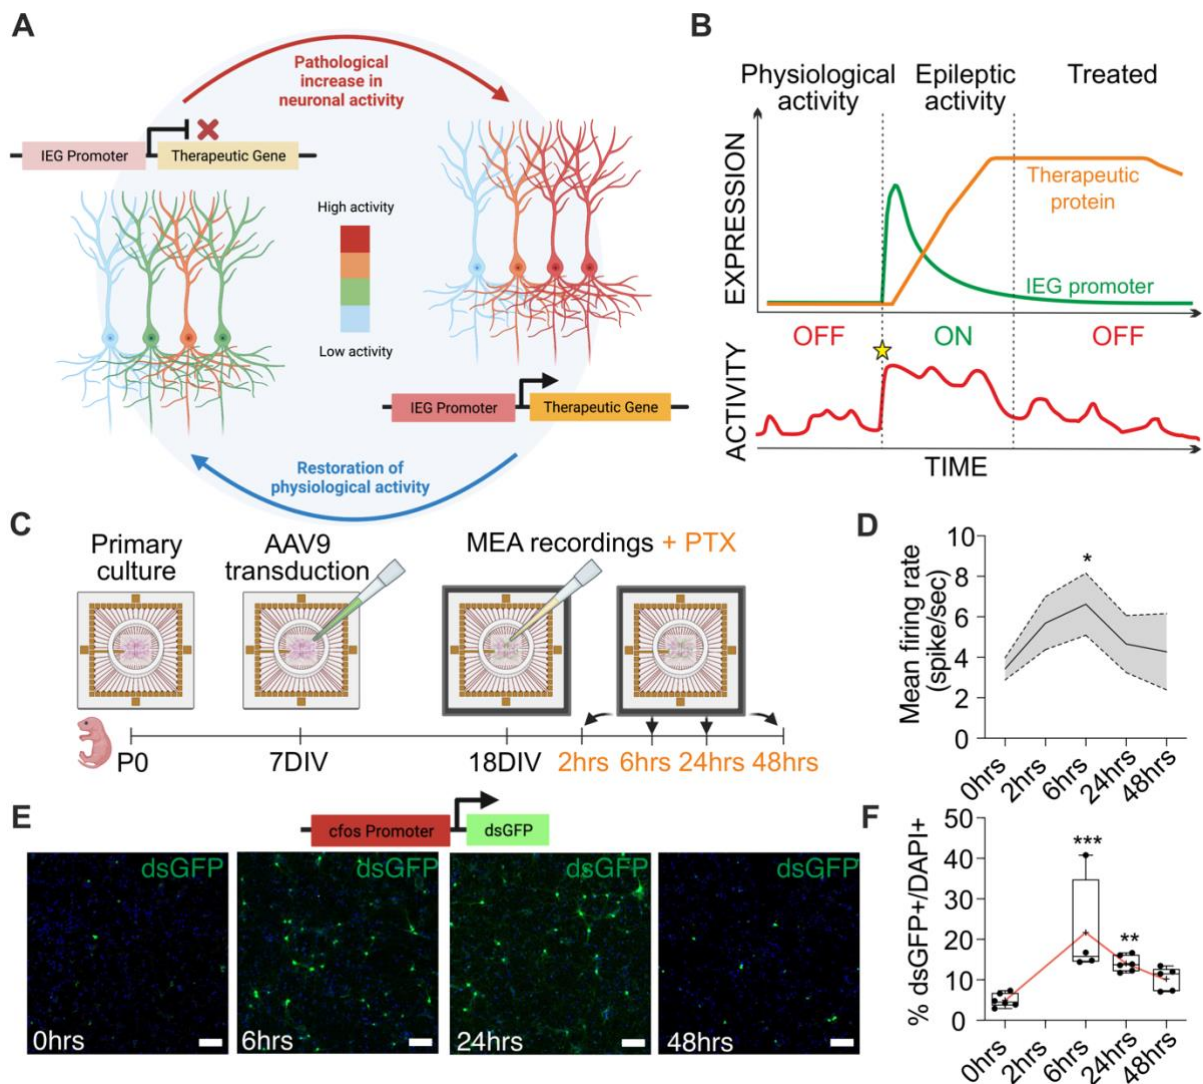 A
Pathological
increase in
neuronal activity
IEG Promoter
Therapeutic Gene
High activity
Low activity
IEG Promoter
Therapeutic Gene
Restoration of
physiological activity
B
Physiological
activity
Epileptic
activity
Treated
EXPRESSION
Therapeutic
protein
IEG promoter
OFF
ON
OFF
ACTIVITY
TIME
C
Primary
culture
AAV9
transduction
MEA recordings + PTX
P0
7DIV
18DIV
2hrs
6hrs
24hrs
48hrs
D
Mean firing rate
(spike/sec)
10
8
6
4
2
0
*
0hrs
2hrs
6hrs
24hrs
48hrs
E
cfos Promoter
dsGFP
dsGFP
0hrs
dsGFP
6hrs
dsGFP
24hrs
dsGFP
48hrs
F
% dsGFP+/DAPI+
50
40
30
20
10
0
***
**
0hrs
2hrs
6hrs
24hrs
48hrs